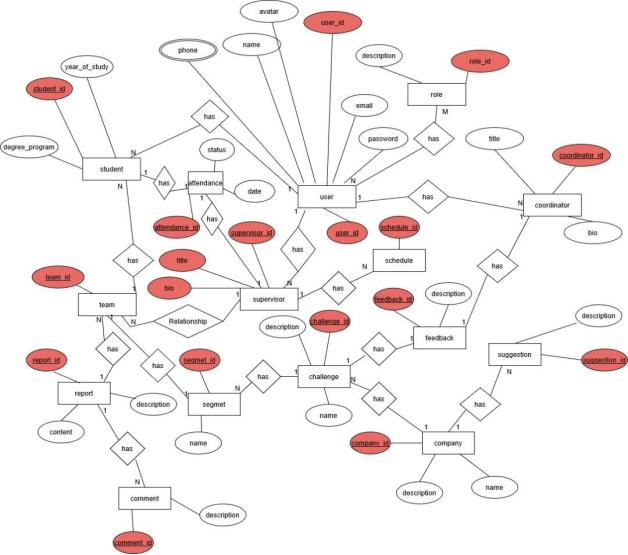 avatar
user_id
name
phone
description
role_id
year_of_study
role
student_id
email
M
has
has
title
password
status
degree_program
coordinator_id
N
student
1
has
attendance
1
1
N
N
date
1
user
1
has
N
coordinator
1
has
1
1
attendance_id
supervisor_id
user_id
schedule_id
bio
has
title
has
schedule
N
has
team_id
bio
N
has
1
1
1
supervisor
1
feedback_id
description
team
1
N
Relationship
N
challenge_id
description
description
1
feedback
N
has
suggestion
report_id
has
segmet_id
1
has
1
has
challenge
1
suggestion_id
N
N
N
has
1
1
report
description
segmet
has
name
content
name
1
1
1
company_id
company
has
N
name
comment
description
description
comment_id